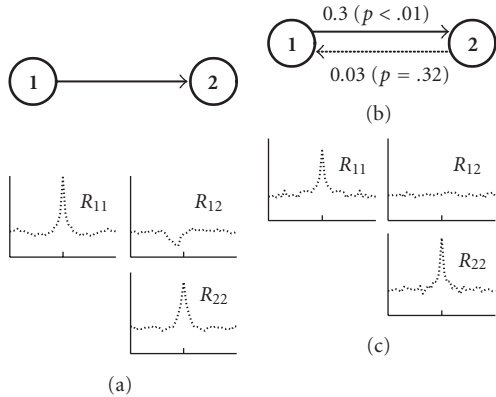 1
2
R11
R12
R22
(a)
0.3 (p < .01)
1
2
0.03 (p = .32)
(b)
R11
R12
R22
(c)